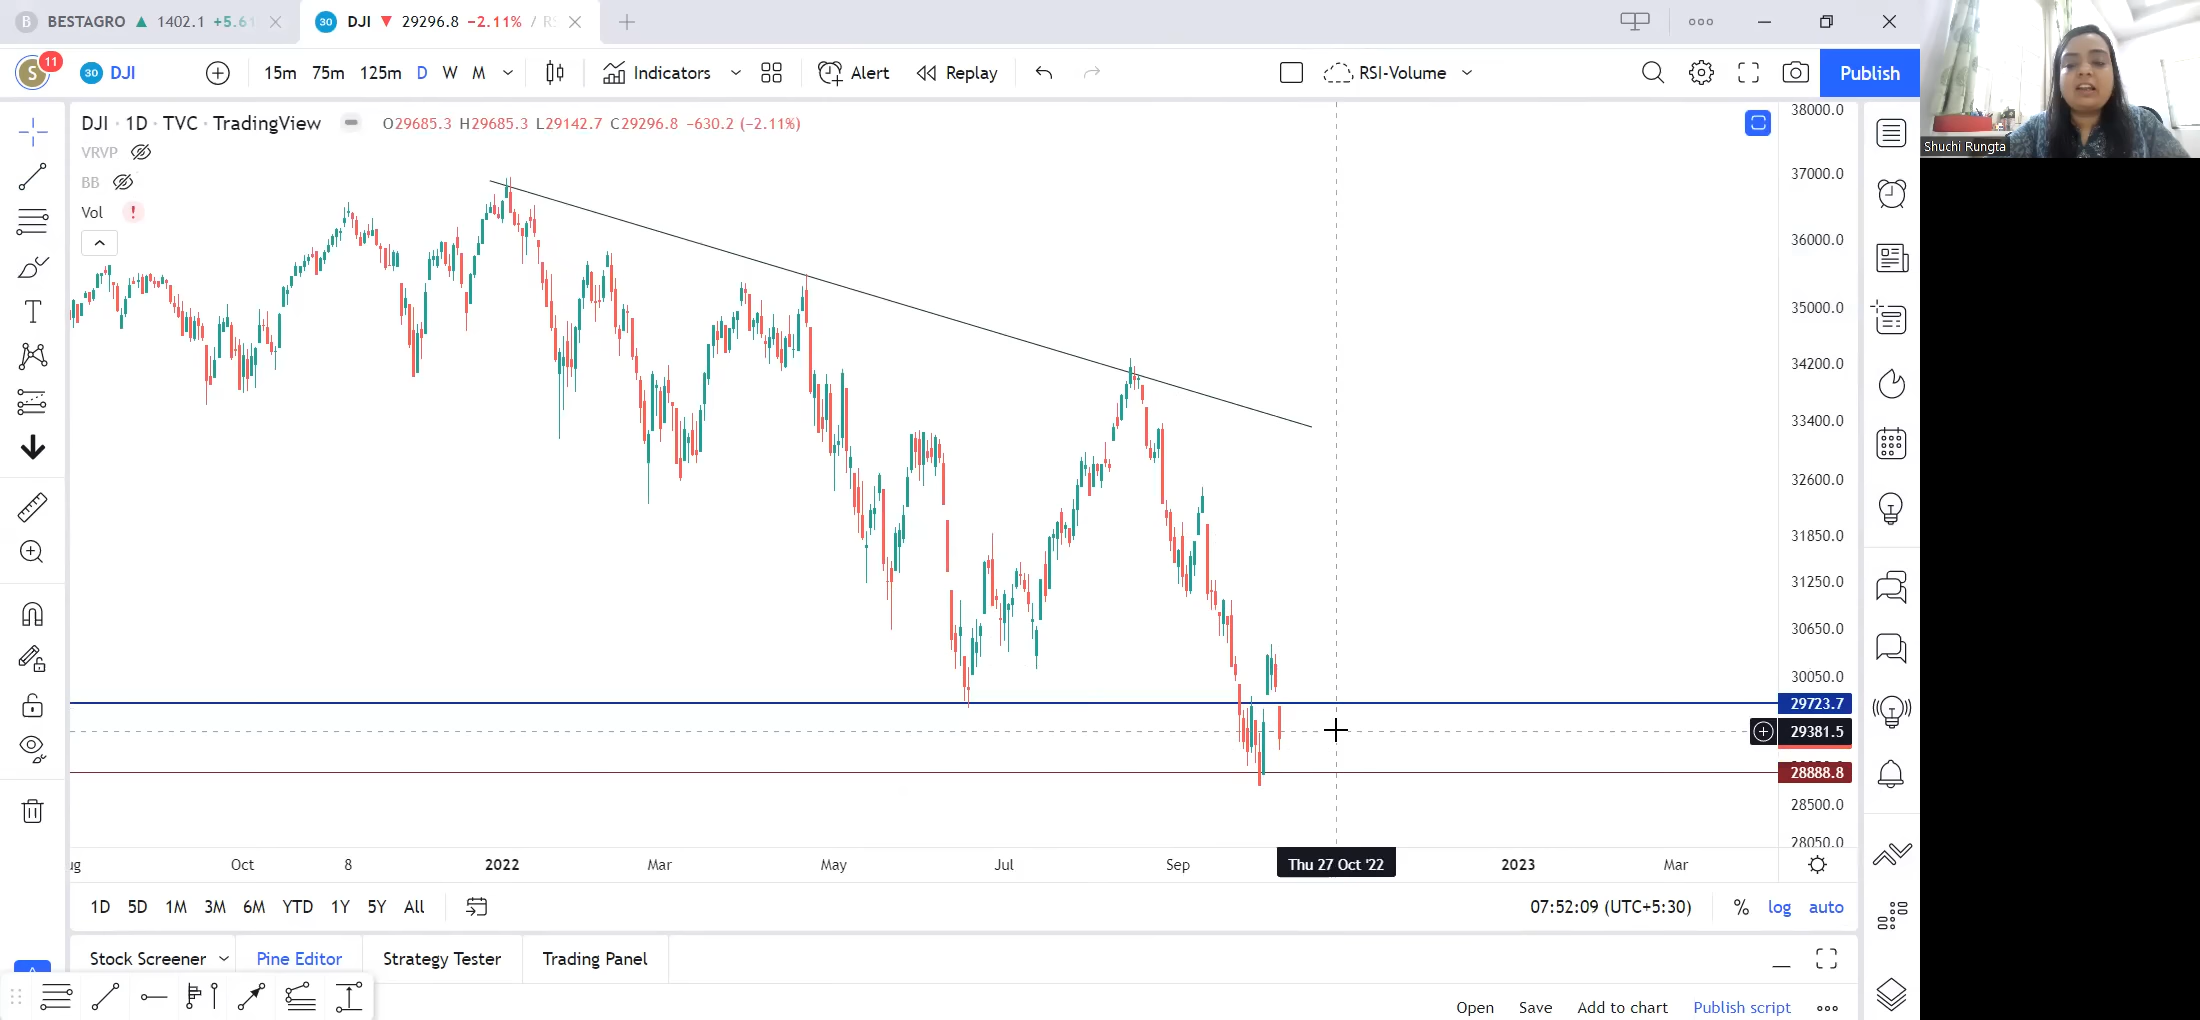 B BESTAGRO ▲ 1402.1 +5.61
30 DJI ▼ 29296.8 −2.11% / RS
S 11 30 DJI 15m 75m 125m D W M Indicators Alert Replay RSI-Volume Publish
DJI · 1D · TVC · TradingView O29685.3 H29685.3 L29142.7 C29296.8 −630.2 (−2.11%)
VRVP
BB
Vol !
Shuchi Rungta
38000.0
37000.0
36000.0
35000.0
34200.0
33400.0
32600.0
31850.0
31250.0
30650.0
30050.0
29723.7
29381.5
28888.8
28500.0
28050.0
ug Oct 8 2022 Mar May Jul Sep Thu 27 Oct '22 2023 Mar
1D 5D 1M 3M 6M YTD 1Y 5Y All 07:52:09 (UTC+5:30) % log auto
Stock Screener Pine Editor Strategy Tester Trading Panel
Open Save Add to chart Publish script